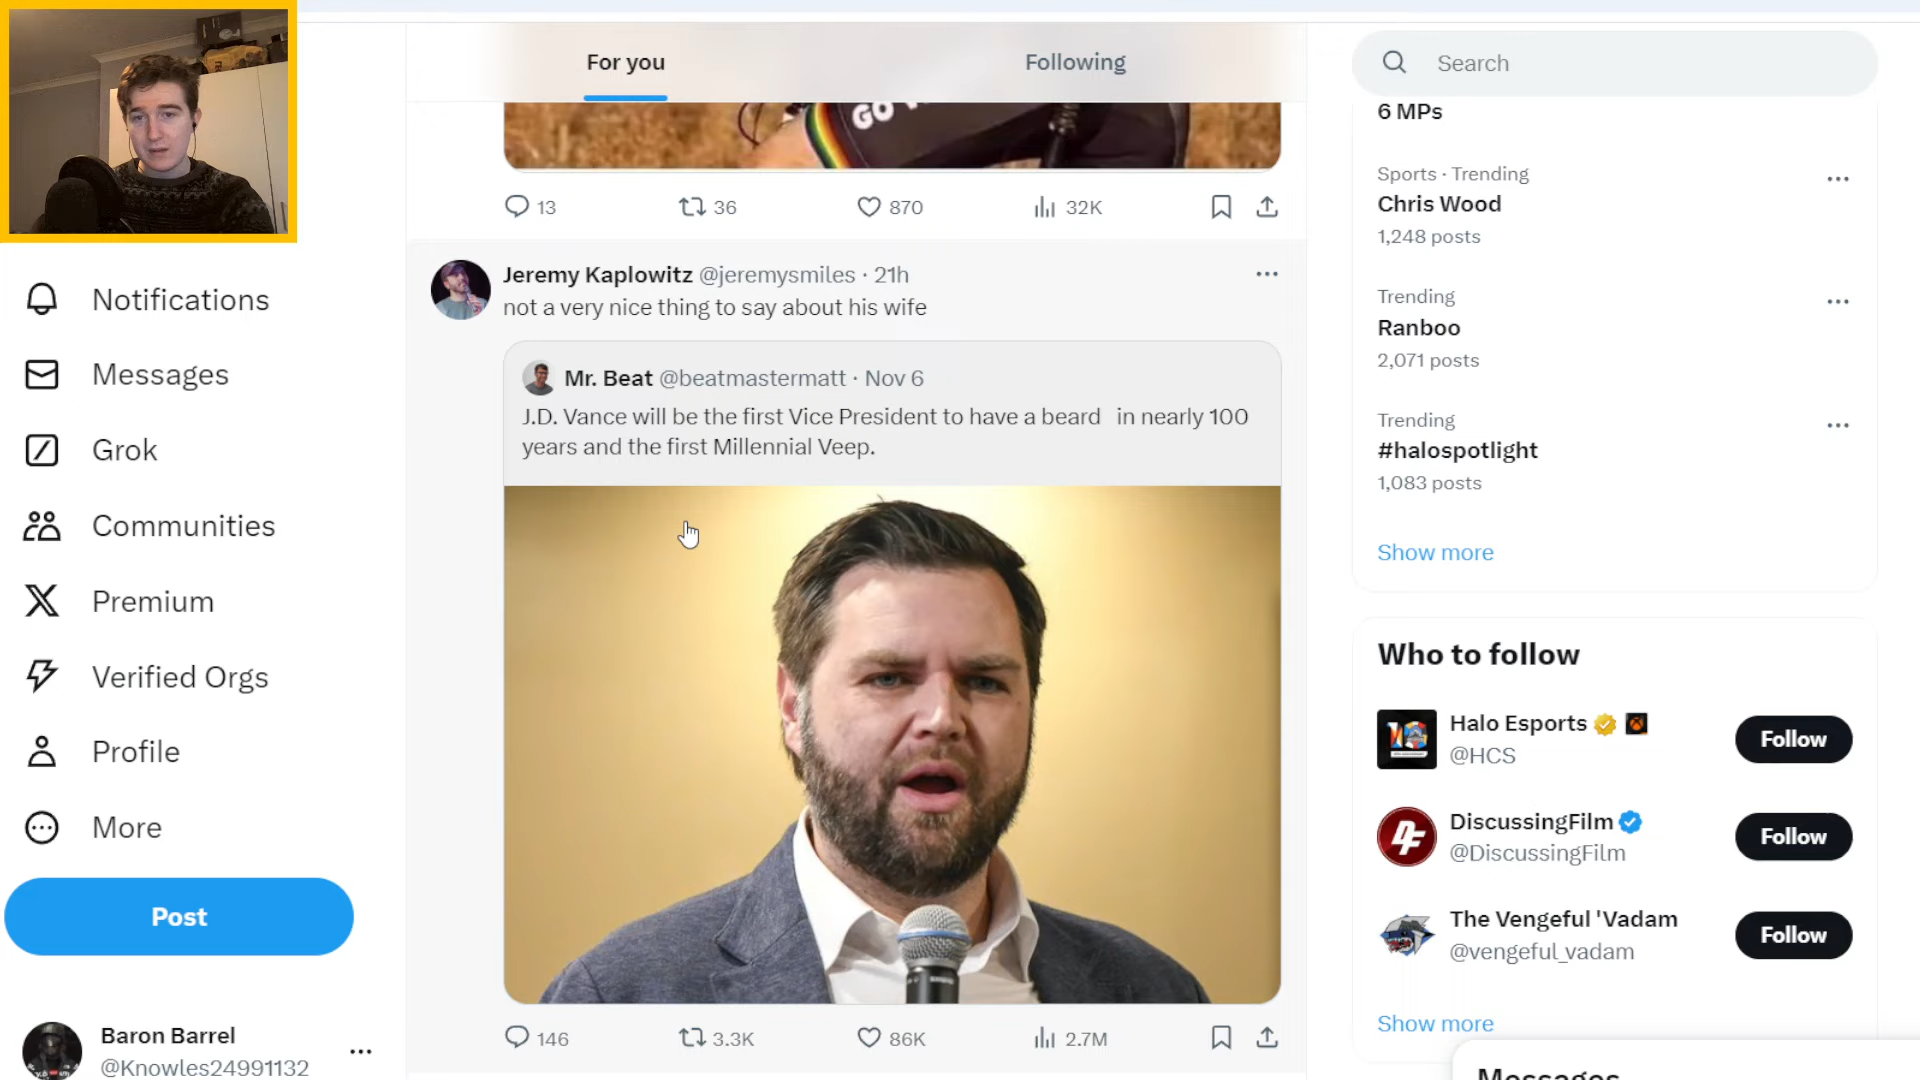 For you
Following
Search
GO
13
36
870
32K
Jeremy Kaplowitz @jeremysmiles · 21h
not a very nice thing to say about his wife
Mr. Beat @beatmastermatt · Nov 6
J.D. Vance will be the first Vice President to have a beard in nearly 100
years and the first Millennial Veep.
146
3.3K
86K
2.7M
Notifications
Messages
Grok
Communities
Premium
Verified Orgs
Profile
More
Post
Baron Barrel
@Knowles24991132
6 MPs
Sports · Trending
Chris Wood
1,248 posts
Trending
Ranboo
2,071 posts
Trending
#halospotlight
1,083 posts
Show more
Who to follow
Halo Esports
@HCS
Follow
DiscussingFilm
@DiscussingFilm
Follow
The Vengeful 'Vadam
@vengeful_vadam
Follow
Show more
Messages